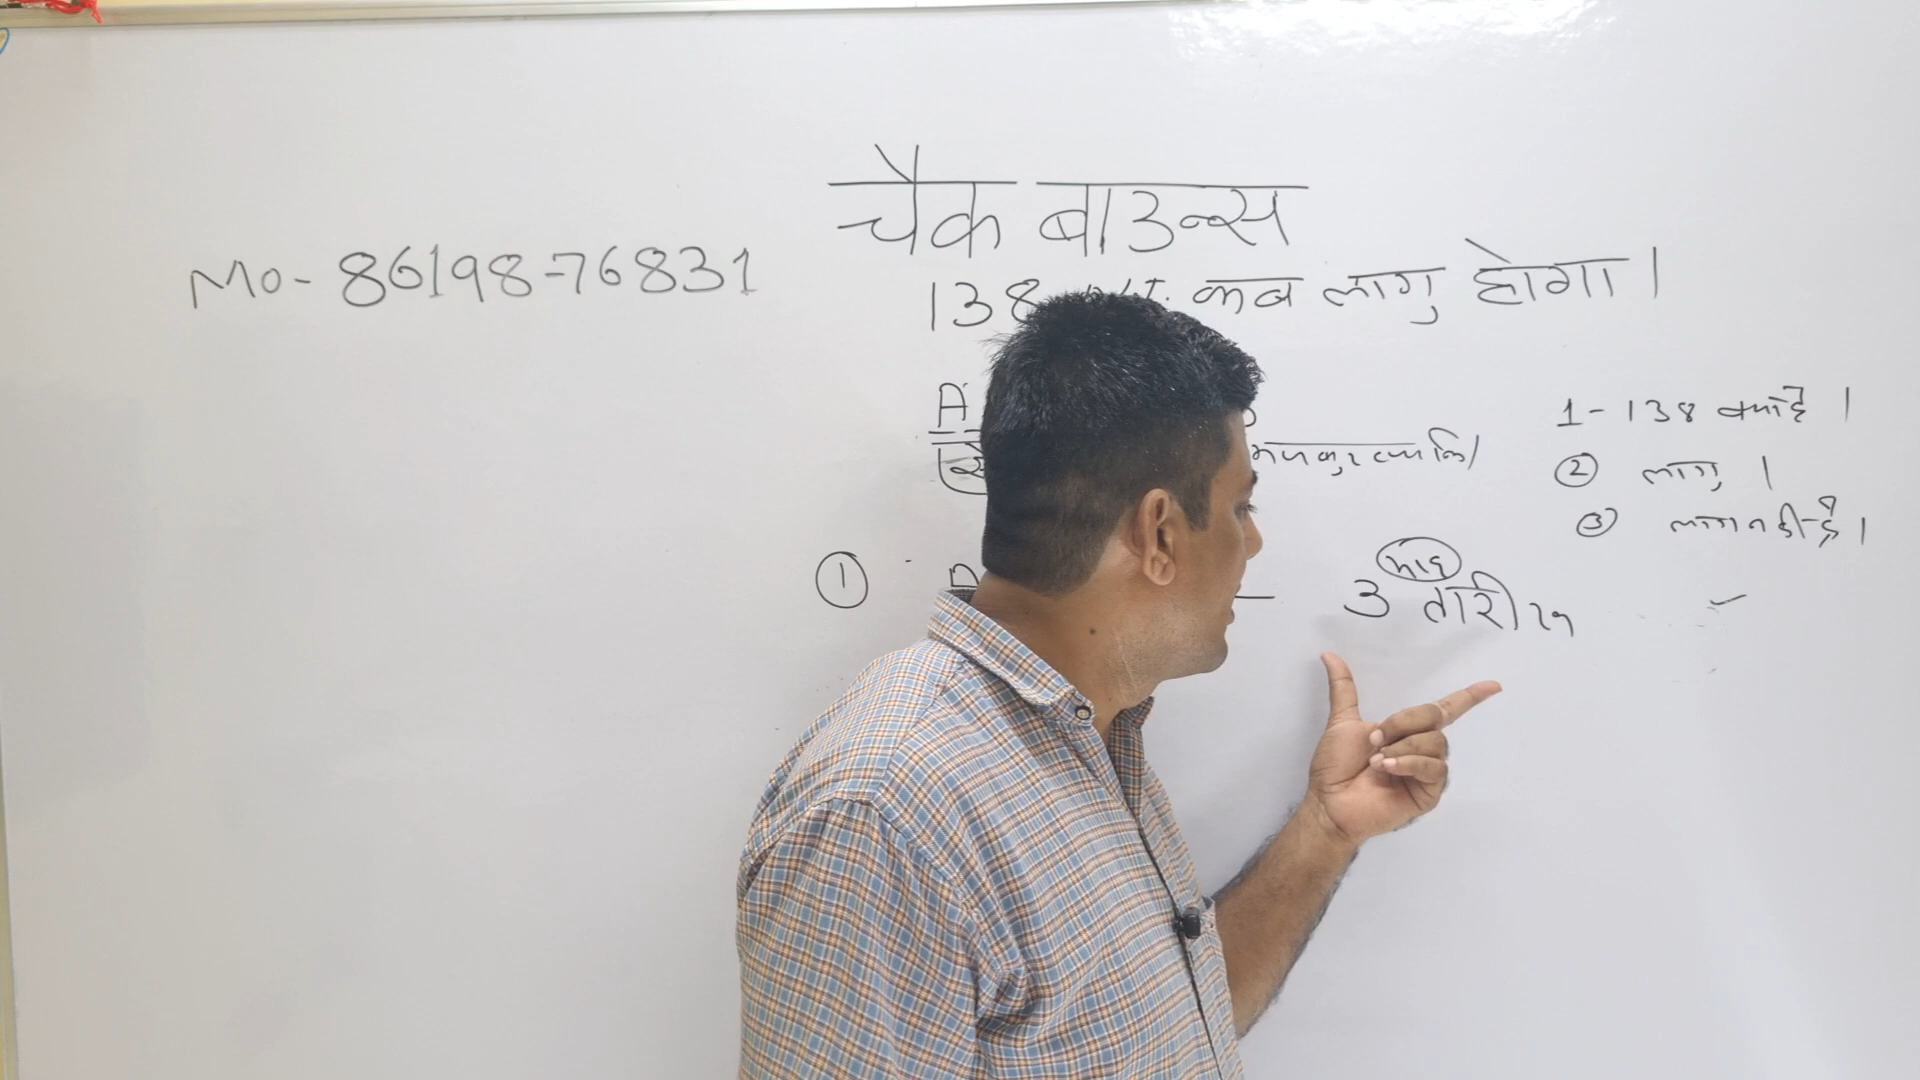 चैक बाउन्स
Mo- 86198-76831
138 कब लागु होगा।
A
1- 138 क्या है।
② लागु।
③ लागु नही है।
① 3 माह तारीख